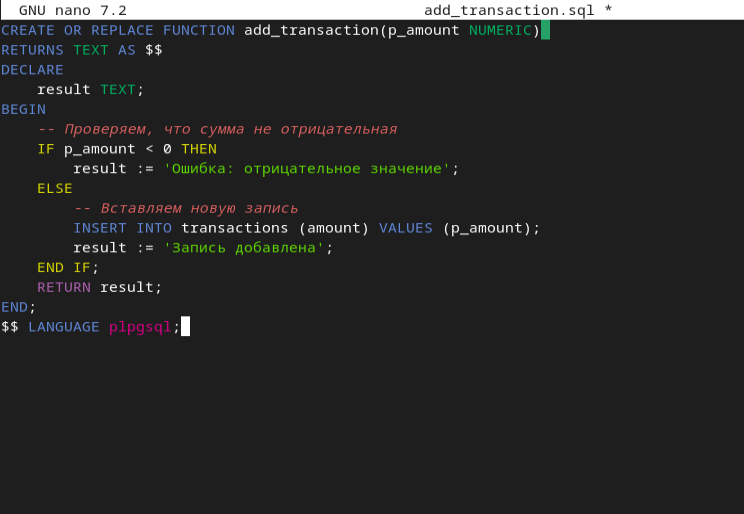 GNU nano 7.2 add_transaction.sql *
CREATE OR REPLACE FUNCTION add_transaction(p_amount NUMERIC)
RETURNS TEXT AS $$
DECLARE
    result TEXT;
BEGIN
    -- Проверяем, что сумма не отрицательная
    IF p_amount < 0 THEN
        result := 'Ошибка: отрицательное значение';
    ELSE
        -- Вставляем новую запись
        INSERT INTO transactions (amount) VALUES (p_amount);
        result := 'Запись добавлена';
    END IF;
    RETURN result;
END;
$$ LANGUAGE plpgsql;